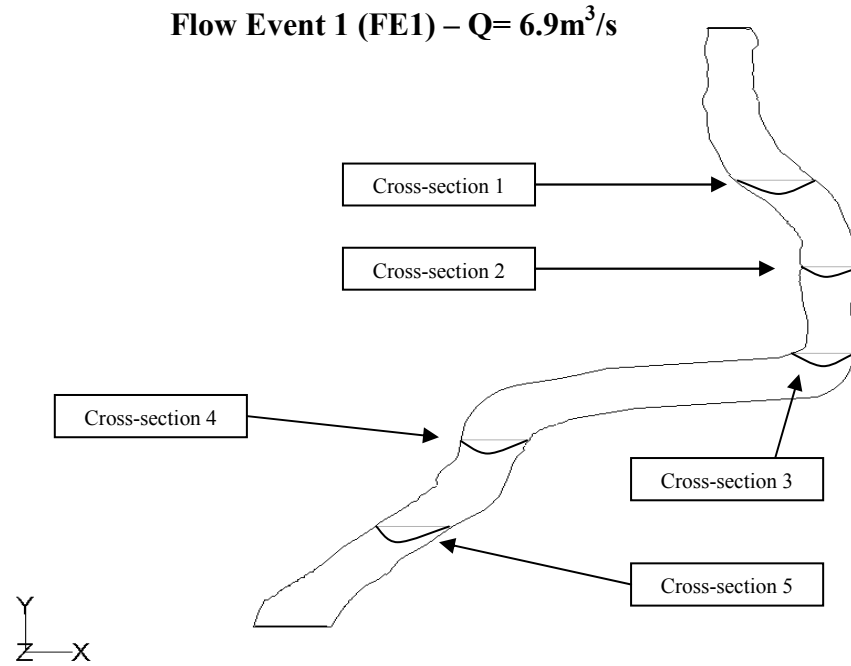 Flow Event 1 (FE1) – Q= 6.9m³/s
Cross-section 1
Cross-section 2
Cross-section 4
Cross-section 3
Cross-section 5
Y
Z X